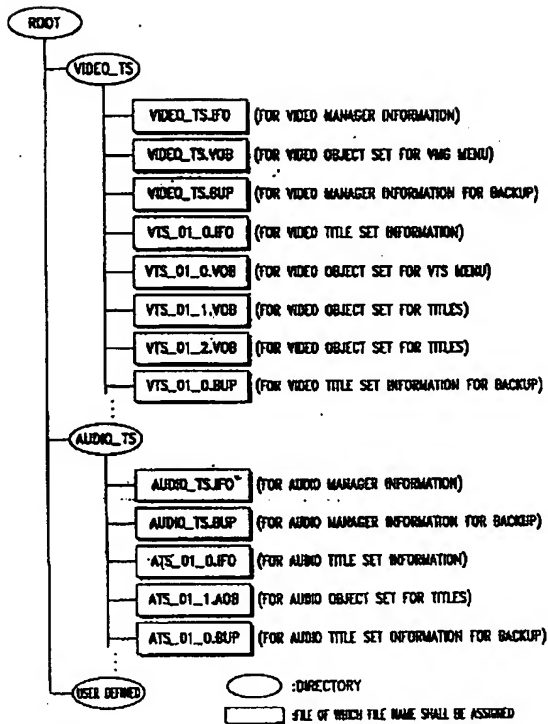 ROOT
VIDEO_TS
VIDEO_TS.IFO (FOR VIDEO MANAGER INFORMATION)
VIDEO_TS.VOB (FOR VIDEO OBJECT SET FOR VMG MENU)
VIDEO_TS.BUP (FOR VIDEO MANAGER INFORMATION FOR BACKUP)
VTS_01_0.IFO (FOR VIDEO TITLE SET INFORMATION)
VTS_01_0.VOB (FOR VIDEO OBJECT SET FOR VTS MENU)
VTS_01_1.VOB (FOR VIDEO OBJECT SET FOR TITLES)
VTS_01_2.VOB (FOR VIDEO OBJECT SET FOR TITLES)
VTS_01_0.BUP (FOR VIDEO TITLE SET INFORMATION FOR BACKUP)
AUDIO_TS
AUDIO_TS.IFO (FOR AUDIO MANAGER INFORMATION)
AUDIO_TS.BUP (FOR AUDIO MANAGER INFORMATION FOR BACKUP)
ATS_01_0.IFO (FOR AUDIO TITLE SET INFORMATION)
ATS_01_1.AOB (FOR AUDIO OBJECT SET FOR TITLES)
ATS_01_0.BUP (FOR AUDIO TITLE SET INFORMATION FOR BACKUP)
USER DEFINED
:DIRECTORY
:FILE OF WHICH FILE NAME SHALL BE ASSIGNED